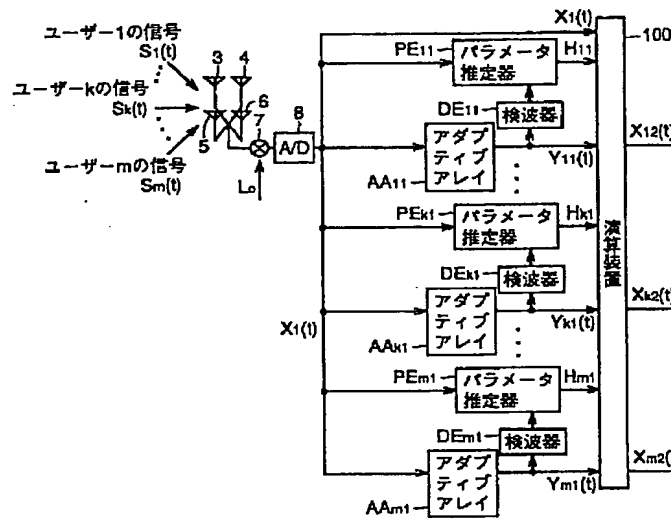 ユーザー1の信号
S1(t)
ユーザーkの信号
Sk(t)
ユーザーmの信号
Sm(t)
3
4
5
6
7
8
A/D
Lo
X1(t)
X1(t)
PE11
パラメータ
推定器
H11
DE11
検波器
アダプ
ティブ
アレイ
AA11
Y11(t)
PEk1
パラメータ
推定器
Hk1
DEk1
検波器
アダプ
ティブ
アレイ
AAk1
Yk1(t)
PEm1
パラメータ
推定器
Hm1
DEm1
検波器
アダプ
ティブ
アレイ
AAm1
Ym1(t)
演算装置
100
X12(t)
Xk2(t)
Xm2(t)